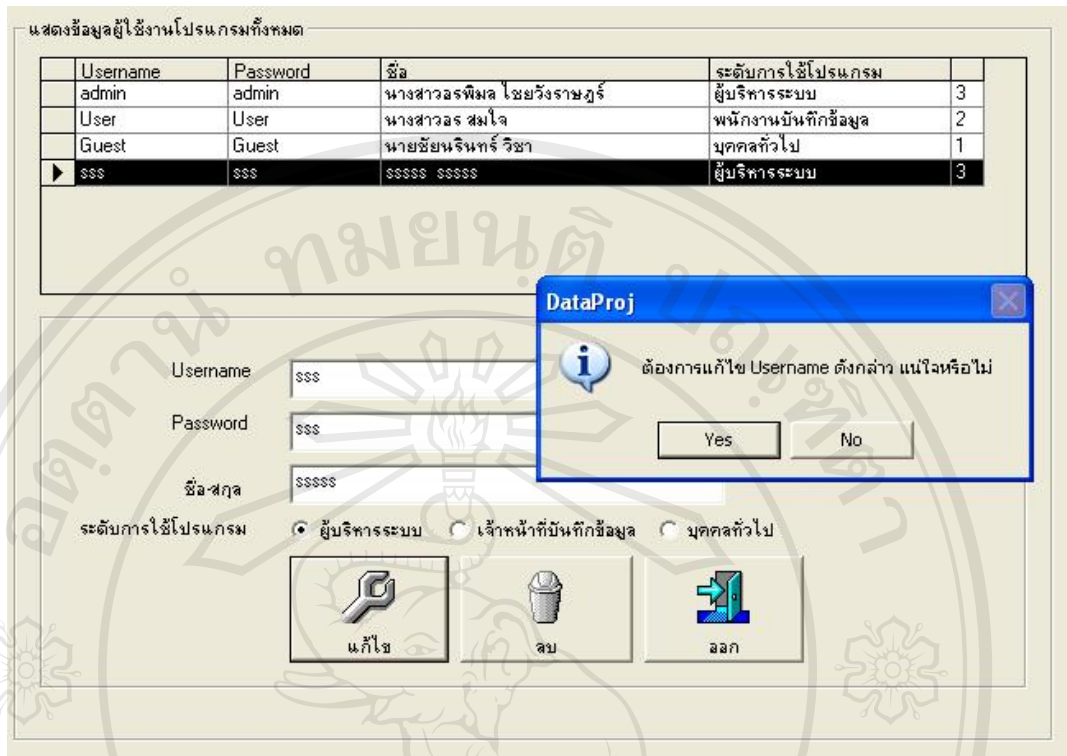 แสดงข้อมูลผู้ใช้งานโปรแกรมทั้งหมด
Username Password ชื่อ ระดับการใช้โปรแกรม
admin admin นางสาวอรพิมล ไชยวังราษฎร์ ผู้บริหารระบบ 3
User User นางสาวอร สมใจ พนักงานบันทึกข้อมูล 2
Guest Guest นายชัยนรินทร์ วิชา บุคคลทั่วไป 1
sss sss sssss sssss ผู้บริหารระบบ 3
DataProj
ต้องการแก้ไข Username ดังกล่าว แน่ใจหรือไม่
Yes No
Username sss
Password sss
ชื่อ-สกุล sssss
ระดับการใช้โปรแกรม ผู้บริหารระบบ เจ้าหน้าที่บันทึกข้อมูล บุคคลทั่วไป
แก้ไข ลบ ออก